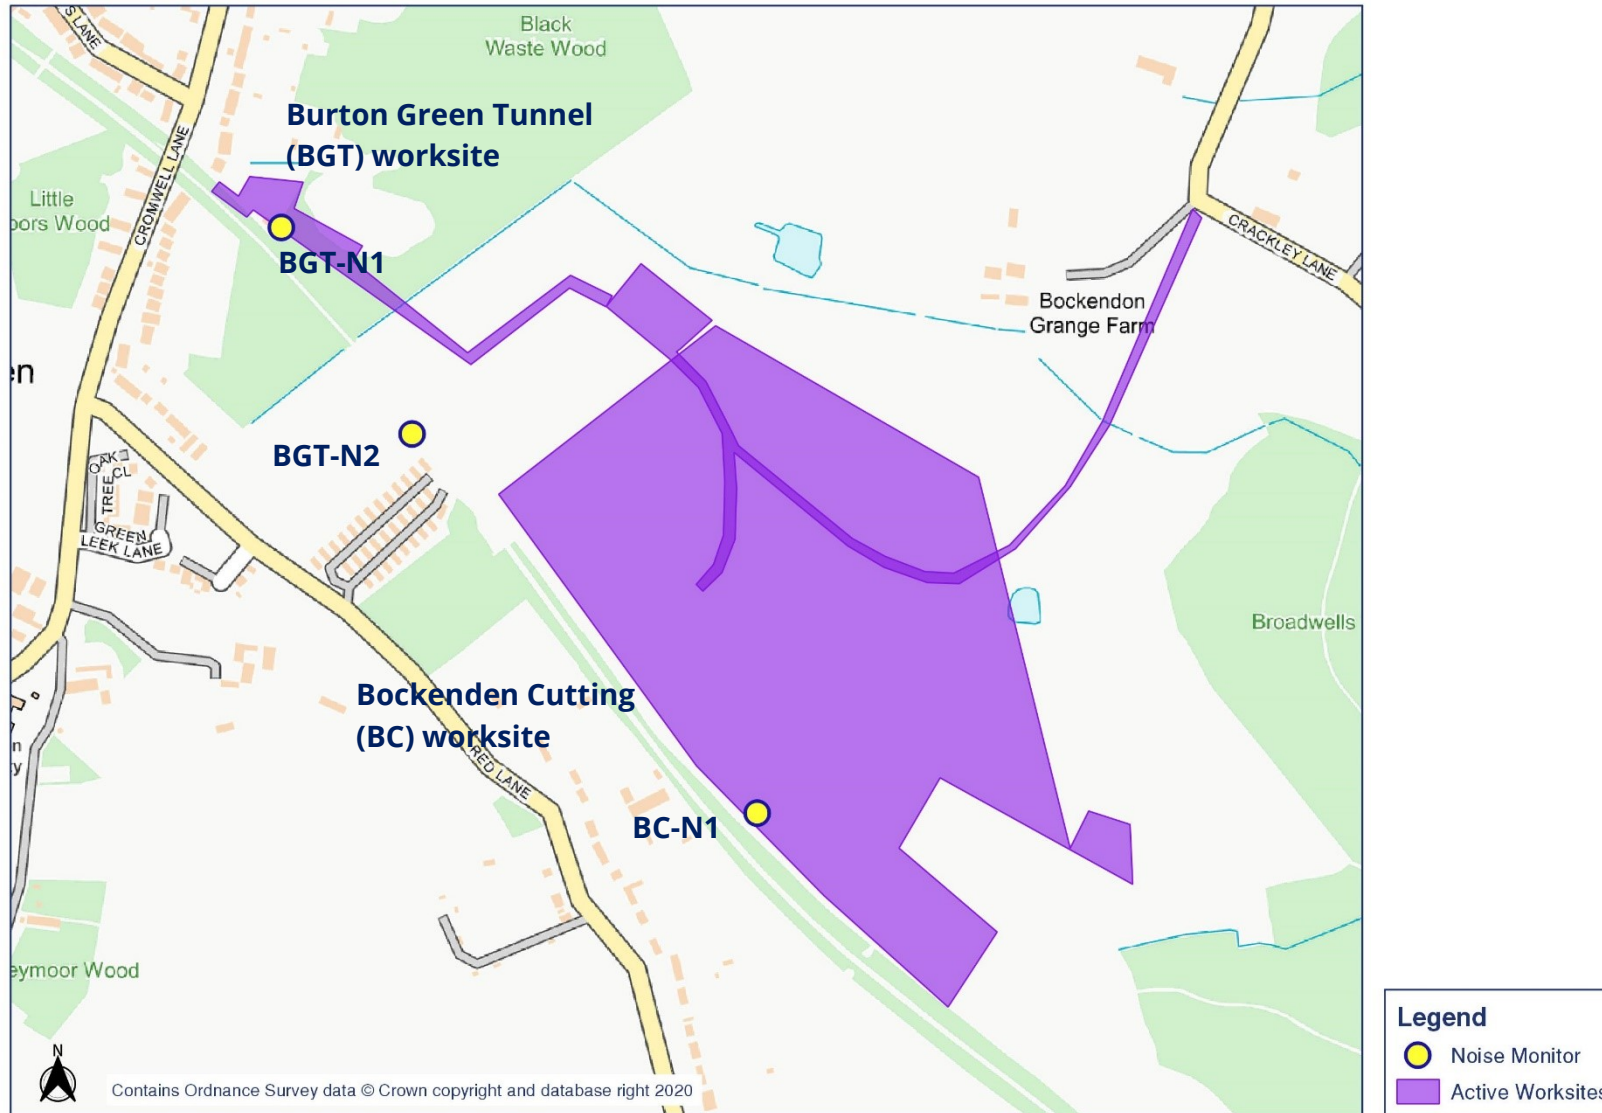 Black
Waste Wood
S LANE
Burton Green Tunnel
(BGT) worksite
CROMWELL LANE
Little
oors Wood
BGT-N1
CRACKLEY LANE
Bockendon
Grange Farm
en
BGT-N2
OAK
TREE
CL
GREEN
LEEK LANE
Broadwells
Bockenden Cutting
(BC) worksite
RED LANE
n
y
BC-N1
eymoor Wood
N
Contains Ordnance Survey data © Crown copyright and database right 2020
Legend
Noise Monitor
Active Worksites